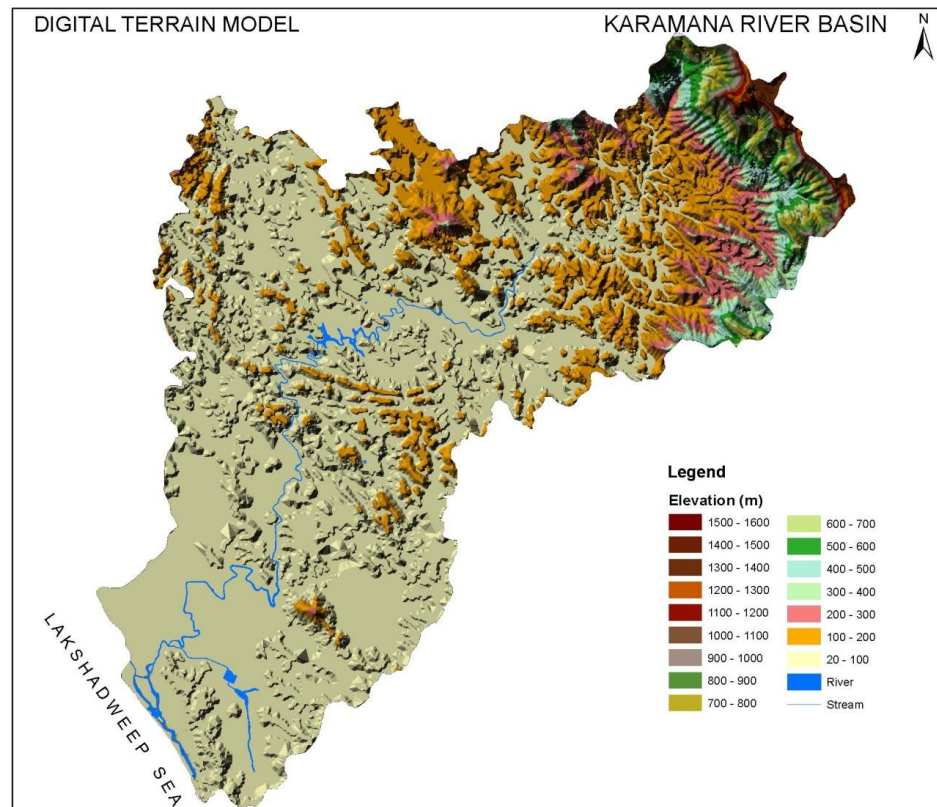 DIGITAL TERRAIN MODEL
KARAMANA RIVER BASIN
N
LAKSHADWEEP SEA
Legend
Elevation (m)
1500 - 1600
1400 - 1500
1300 - 1400
1200 - 1300
1100 - 1200
1000 - 1100
900 - 1000
800 - 900
700 - 800
600 - 700
500 - 600
400 - 500
300 - 400
200 - 300
100 - 200
20 - 100
River
Stream